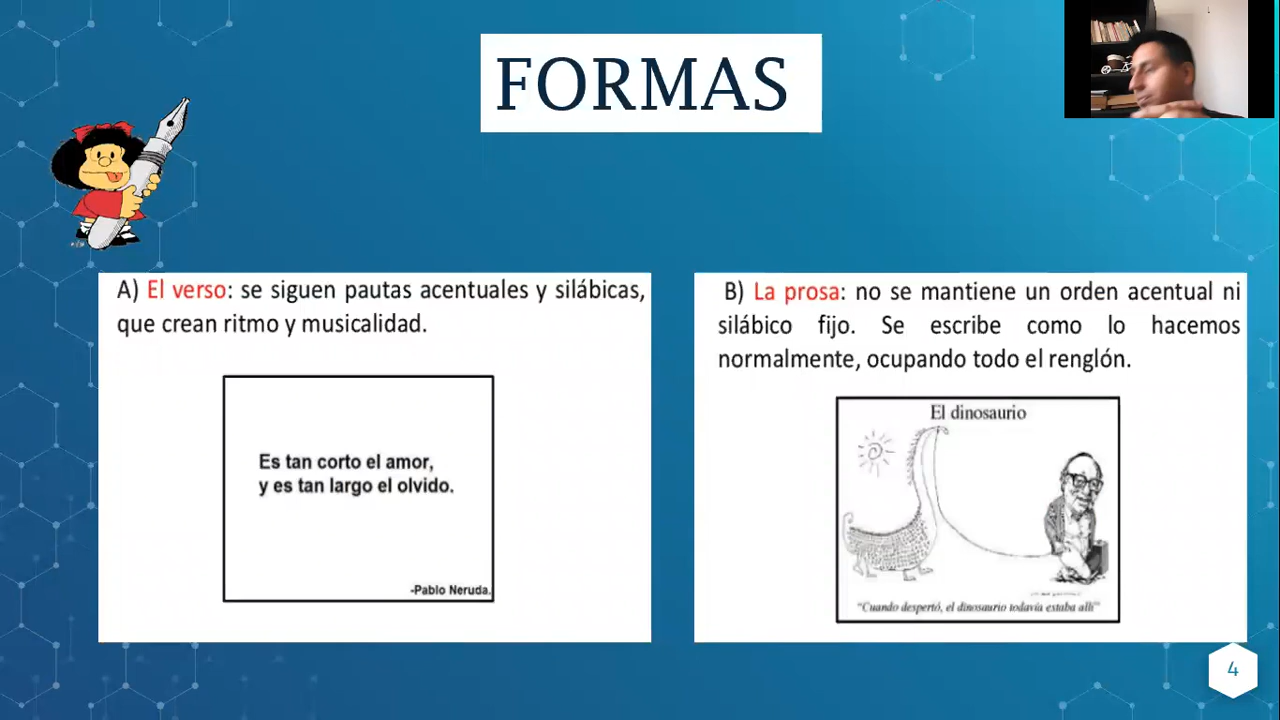 FORMAS
A) El verso: se siguen pautas acentuales y silábicas,
que crean ritmo y musicalidad.
Es tan corto el amor,
y es tan largo el olvido.
-Pablo Neruda.
B) La prosa: no se mantiene un orden acentual ni
silábico fijo. Se escribe como lo hacemos
normalmente, ocupando todo el renglón.
El dinosaurio
"Cuando despertó, el dinosaurio todavía estaba allí"
4